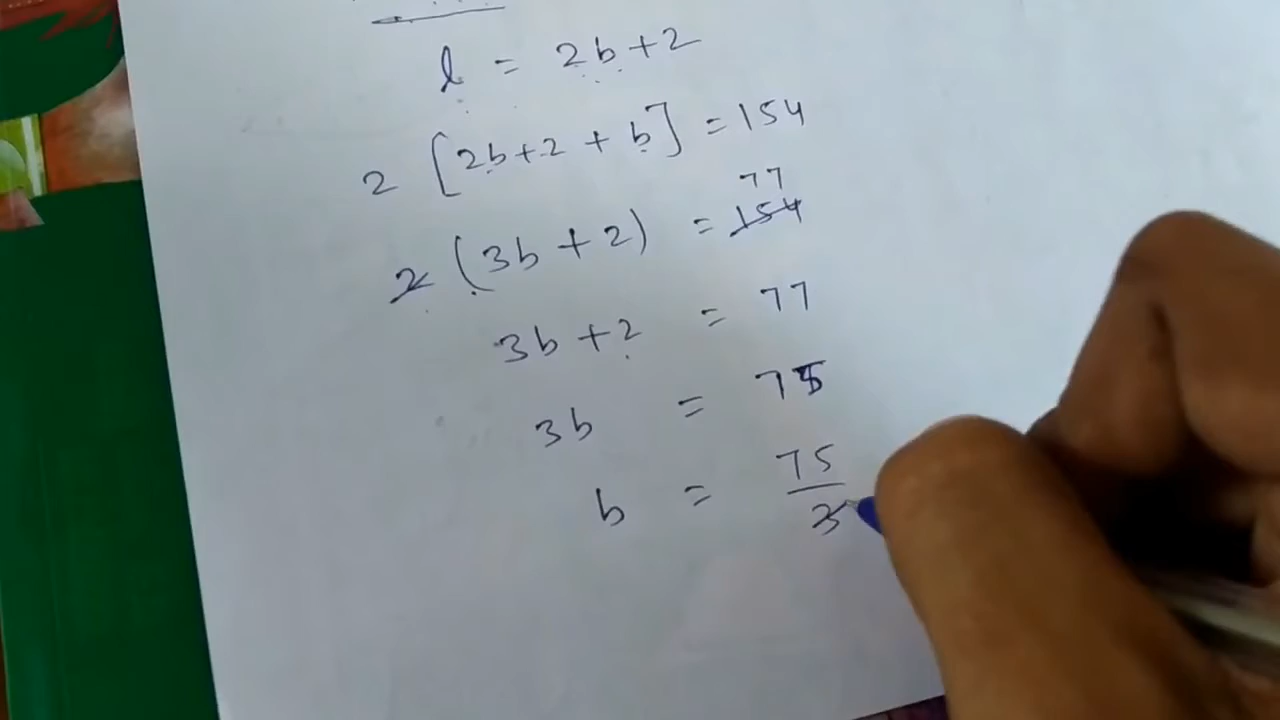 l = 2b+2
2 [2b+2 + b] = 154
77
2 (3b + 2) = 154
3b + 2 = 77
3b = 75
b = 75/3